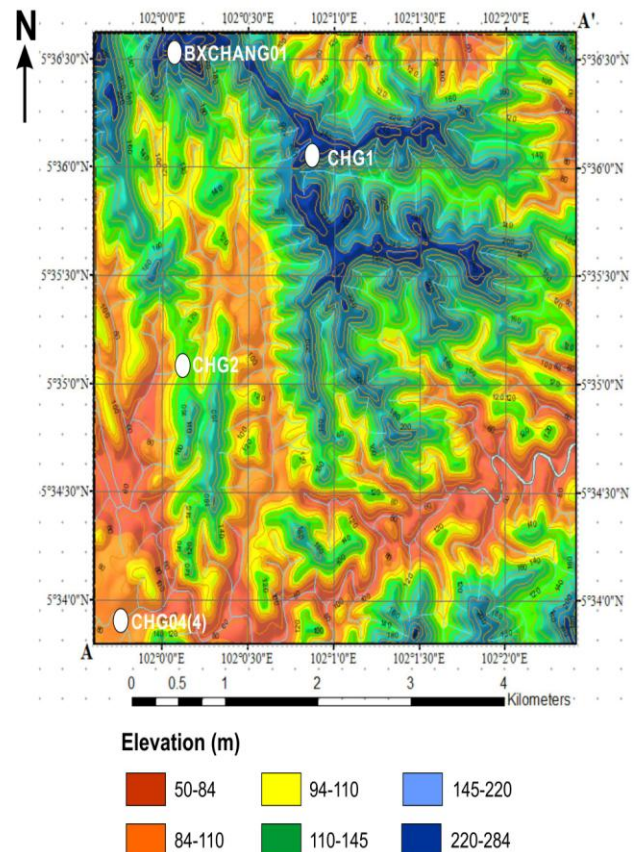 N
102°0'0"E 102°0'30"E 102°1'0"E 102°1'30"E 102°2'0"E
A'
5°36'30"N
5°36'0"N
5°35'30"N
5°35'0"N
5°34'30"N
5°34'0"N
5°36'30"N
5°36'0"N
5°35'30"N
5°35'0"N
5°34'30"N
5°34'0"N
BXCHANG01
CHG1
CHG2
CHG04(4)
A
102°0'0"E 102°0'30"E 102°1'0"E 102°1'30"E 102°2'0"E
0 0.5 1 2 3 4
Kilometers
Elevation (m)
50-84 94-110 145-220
84-110 110-145 220-284